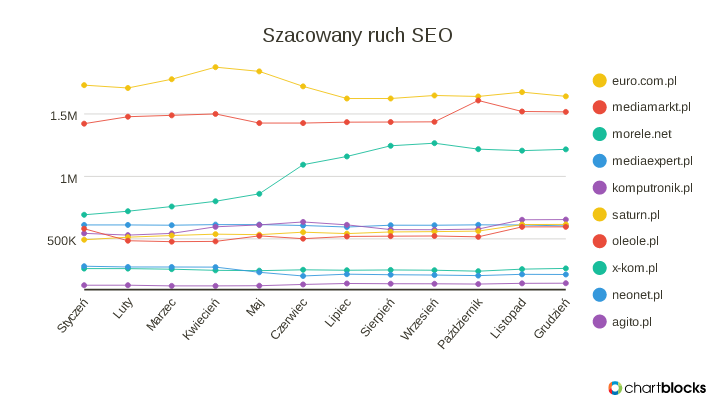 Szacowany ruch SEO
1.5M
1M
500K
Styczeń
Luty
Marzec
Kwiecień
Maj
Czerwiec
Lipiec
Sierpień
Wrzesień
Październik
Listopad
Grudzień
euro.com.pl
mediamarkt.pl
morele.net
mediaexpert.pl
komputronik.pl
saturn.pl
oleole.pl
x-kom.pl
neonet.pl
agito.pl
chartblocks